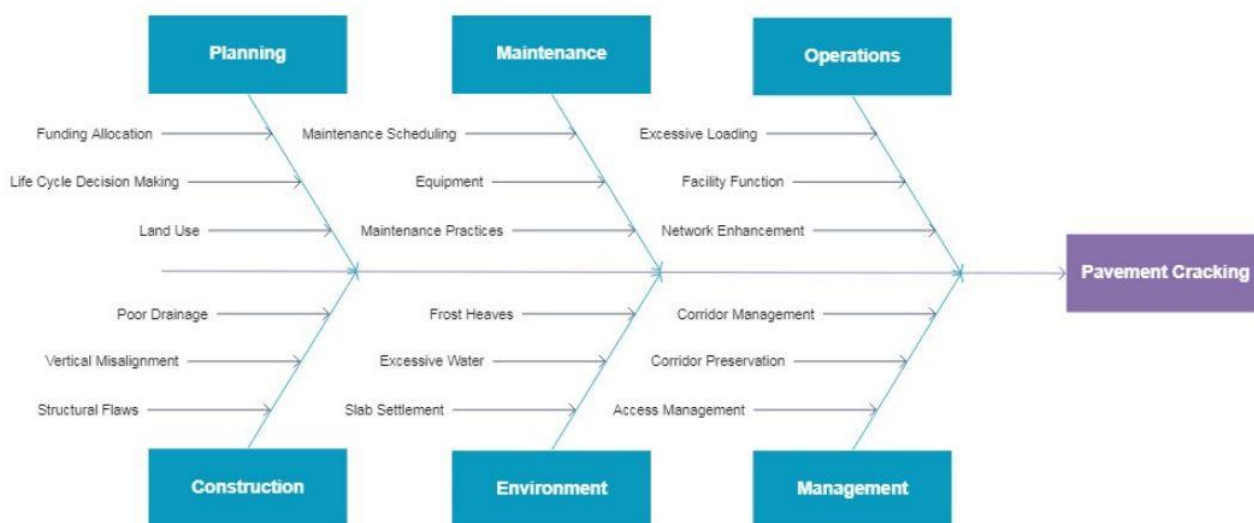 Planning
Maintenance
Operations
Funding Allocation
Maintenance Scheduling
Excessive Loading
Life Cycle Decision Making
Equipment
Facility Function
Land Use
Maintenance Practices
Network Enhancement
Pavement Cracking
Poor Drainage
Frost Heaves
Corridor Management
Vertical Misalignment
Excessive Water
Corridor Preservation
Structural Flaws
Slab Settlement
Access Management
Construction
Environment
Management